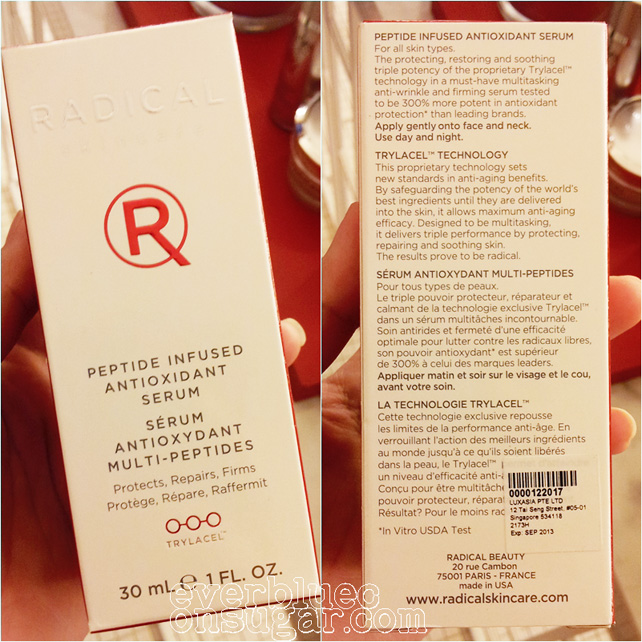 RADICAL
R
PEPTIDE INFUSED
ANTIOXIDANT
SERUM
SÉRUM
ANTIOXYDANT
MULTI-PEPTIDES
Protects, Repairs, Firms
Protège, Répare, Raffermit
TRYLACEL™
30 mL e 1 FL. OZ.
PEPTIDE INFUSED ANTIOXIDANT SERUM
For all skin types.
The protecting, restoring and soothing
triple potency of the proprietary Trylacel™
technology in a must-have multitasking
anti-wrinkle and firming serum tested
to be 300% more potent in antioxidant
protection* than leading brands.
Apply gently onto face and neck.
Use day and night.
TRYLACEL™ TECHNOLOGY
This proprietary technology sets
new standards in anti-aging benefits.
By safeguarding the potency of the world's
best ingredients until they are delivered
into the skin, it allows maximum anti-aging
efficacy. Designed to be multitasking,
it delivers triple performance by protecting,
repairing and soothing skin.
The results prove to be radical.
SÉRUM ANTIOXYDANT MULTI-PEPTIDES
Pour tous types de peaux.
Le triple pouvoir protecteur, réparateur et
calmant de la technologie exclusive Trylacel™
dans un sérum multitâches incontournable.
Soin antirides et fermeté d'une efficacité
optimale pour lutter contre les radicaux libres,
son pouvoir antioxydant* est supérieur
de 300% à celui des marques leaders.
Appliquer matin et soir sur le visage et le cou,
avant votre soin.
LA TECHNOLOGIE TRYLACEL™
Cette technologie exclusive repousse
les limites de la performance anti-âge. En
verrouillant l'action des meilleurs ingrédients
au monde jusqu'à ce qu'ils soient libérés
dans la peau, le Trylacel™
un niveau d'efficacité anti-
Conçu pour être multitâche
pouvoir protecteur, répara
Résultat? Pour le moins rad
0000122017
LUXASIA PTE LTD
12 Tai Seng Street, #05-01
Singapore 534118
2173H
Exp: SEP 2013
*In Vitro USDA Test
RADICAL BEAUTY
20 rue Cambon
75001 PARIS - FRANCE
made in USA
www.radicalskincare.com
everbluec
onsugar.com